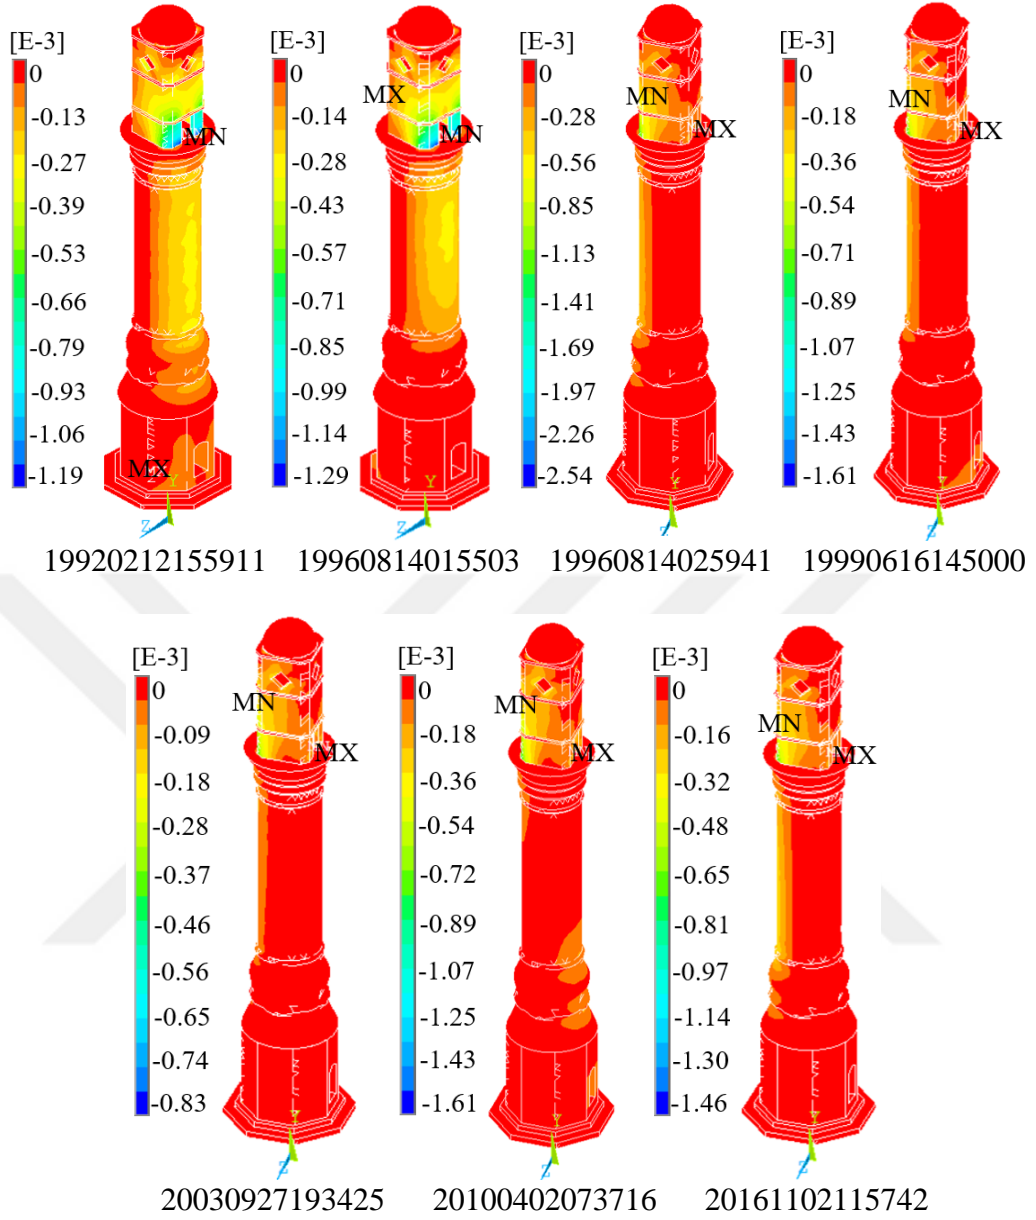 [E-3] [E-3] [E-3] [E-3]
0 0 0 0
-0.13 -0.14 -0.28 -0.18
-0.27 -0.28 -0.56 -0.36
-0.39 -0.43 -0.85 -0.54
-0.53 -0.57 -1.13 -0.71
-0.66 -0.71 -1.41 -0.89
-0.79 -0.85 -1.69 -1.07
-0.93 -0.99 -1.97 -1.25
-1.06 -1.14 -2.26 -1.43
-1.19 -1.29 -2.54 -1.61
MX MN MN
MN MN MX MX
MX
Y Y Y Y
Z Z Z Z
19920212155911 19960814015503 19960814025941 19990616145000
[E-3] [E-3] [E-3]
0 0 0
-0.09 -0.18 -0.16
-0.18 -0.36 -0.32
-0.28 -0.54 -0.48
-0.37 -0.72 -0.65
-0.46 -0.89 -0.81
-0.56 -1.07 -0.97
-0.65 -1.25 -1.14
-0.74 -1.43 -1.30
-0.83 -1.61 -1.46
MN MN MN
MX MX MX
Y Y Y
Z Z Z
20030927193425 20100402073716 20161102115742